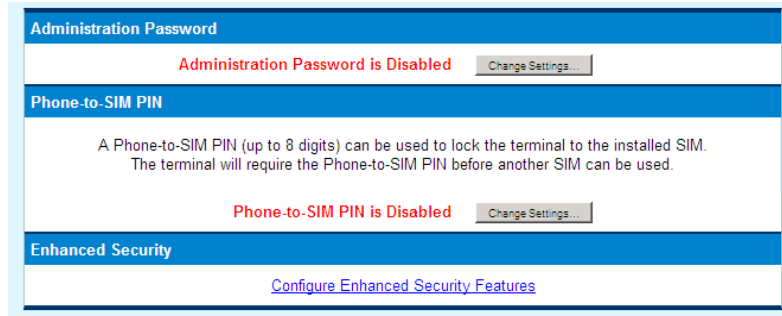 Administration Password
Administration Password is Disabled Change Settings...
Phone-to-SIM PIN
A Phone-to-SIM PIN (up to 8 digits) can be used to lock the terminal to the installed SIM.
The terminal will require the Phone-to-SIM PIN before another SIM can be used.
Phone-to-SIM PIN is Disabled Change Settings...
Enhanced Security
Configure Enhanced Security Features